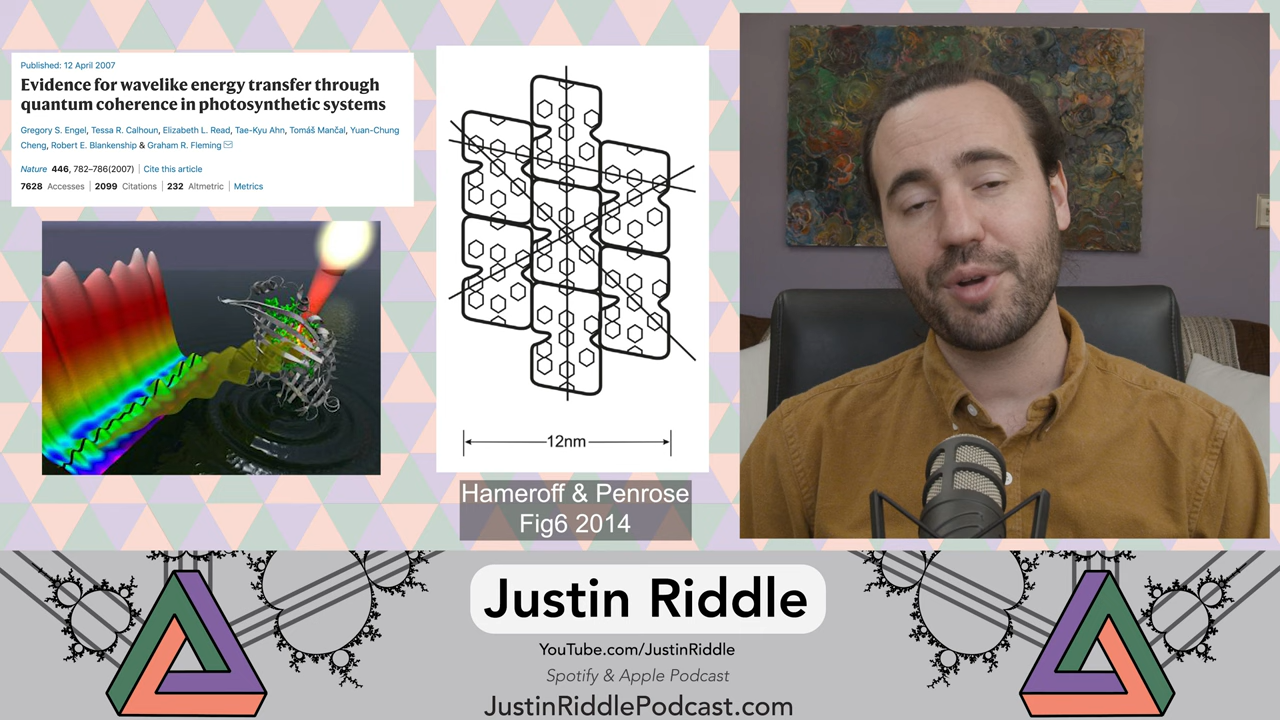 Published: 12 April 2007
Evidence for wavelike energy transfer through
quantum coherence in photosynthetic systems
Gregory S. Engel, Tessa R. Calhoun, Elizabeth L. Read, Tae-Kyu Ahn, Tomáš Mančal, Yuan-Chung
Cheng, Robert E. Blankenship & Graham R. Fleming
Nature 446, 782–786(2007) | Cite this article
7628 Accesses | 2099 Citations | 232 Altmetric | Metrics
12nm
Hameroff & Penrose
Fig6 2014
Justin Riddle
YouTube.com/JustinRiddle
Spotify & Apple Podcast
JustinRiddlePodcast.com